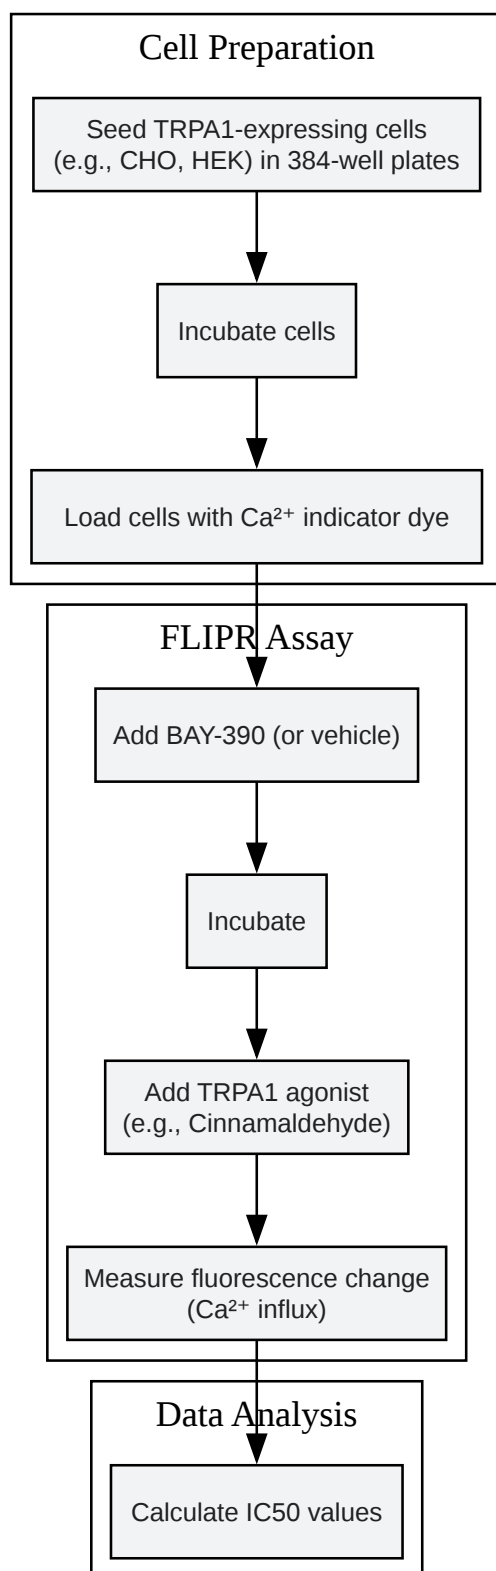 Cell Preparation
Seed TRPA1-expressing cells
(e.g., CHO, HEK) in 384-well plates
Incubate cells
Load cells with Ca²⁺ indicator dye
FLIPR Assay
Add BAY-390 (or vehicle)
Incubate
Add TRPA1 agonist
(e.g., Cinnamaldehyde)
Measure fluorescence change
(Ca²⁺ influx)
Data Analysis
Calculate IC50 values